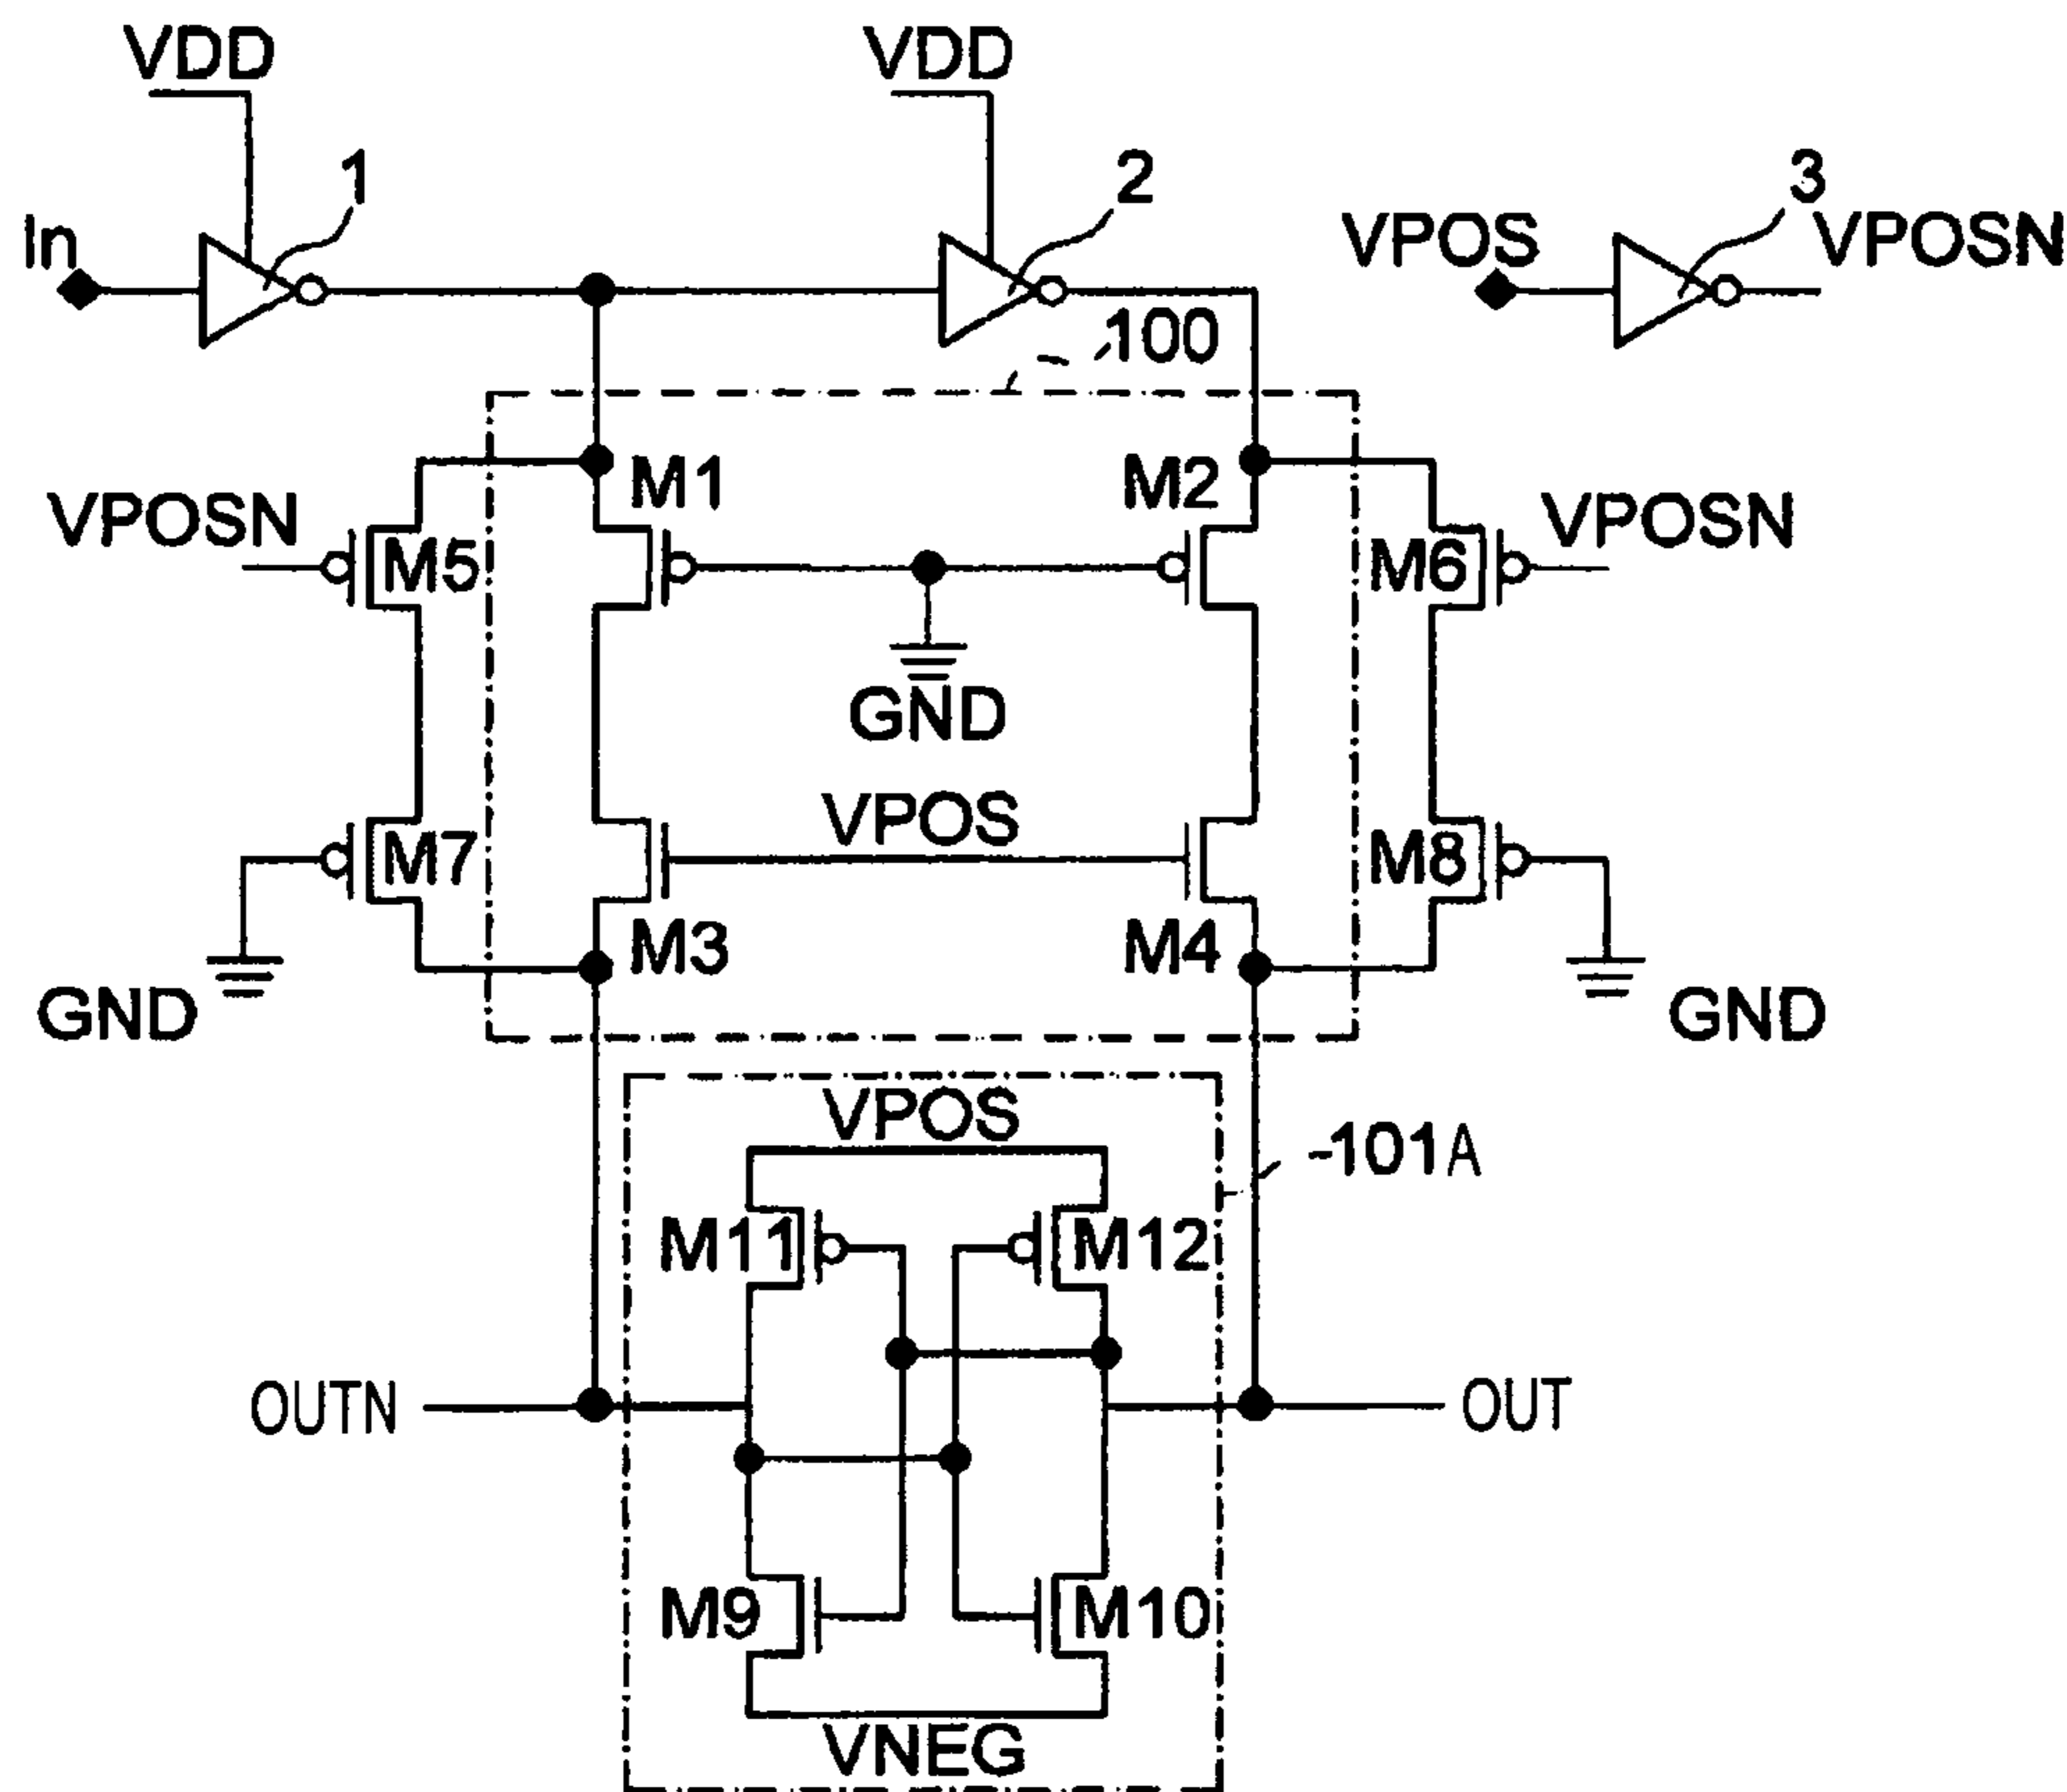 VDD
VDD
1
2
3
In
VPOS
VPOSN
100
M1
M2
VPOSN
M5
M6
VPOSN
GND
VPOS
M7
M8
M3
M4
GND
GND
VPOS
101A
M11
M12
OUTN
OUT
M9
M10
VNEG